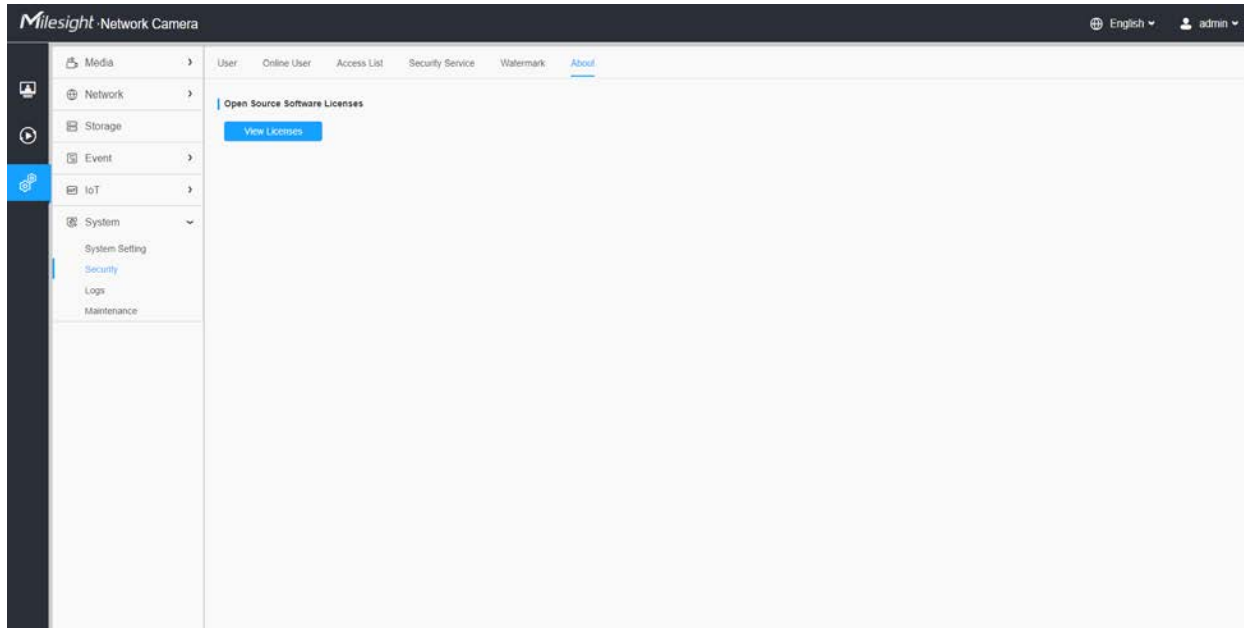 Milesight ·Network Camera
English
admin
Media
Network
Storage
Event
IoT
System
System Setting
Security
Logs
Maintenance
User Online User Access List Security Service Watermark About
Open Source Software Licenses
View Licenses